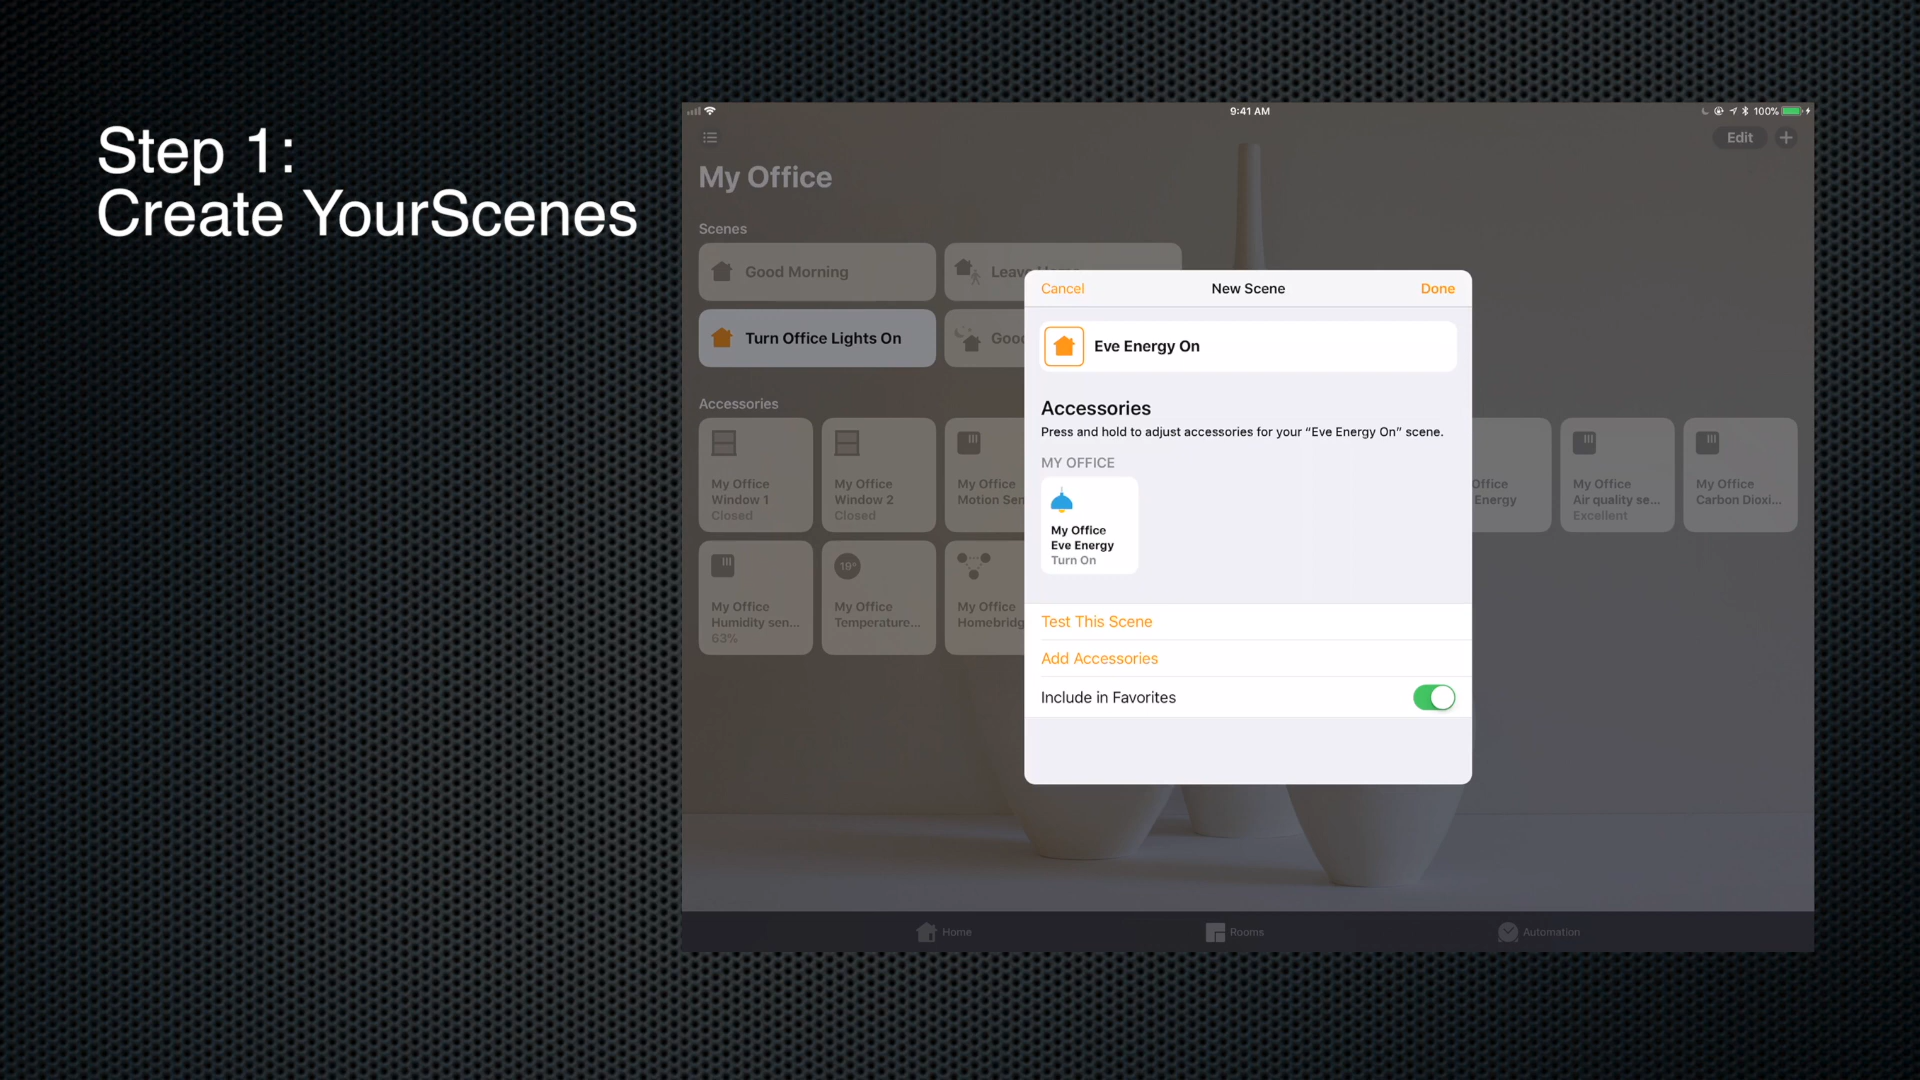 Step 1:
Create YourScenes
9:41 AM
100%
Edit
My Office
Scenes
Good Morning
Leave Home
Turn Office Lights On
Accessories
My Office
Window 1
Closed
My Office
Window 2
Closed
My Office
Motion Sen
Office
Energy
My Office
Air quality se...
Excellent
My Office
Carbon Dioxi...
My Office
Humidity sen...
63%
19°
My Office
Temperature...
My Office
Homebridg
Cancel
New Scene
Done
Eve Energy On
Accessories
Press and hold to adjust accessories for your “Eve Energy On” scene.
MY OFFICE
My Office
Eve Energy
Turn On
Test This Scene
Add Accessories
Include in Favorites
Home
Rooms
Automation